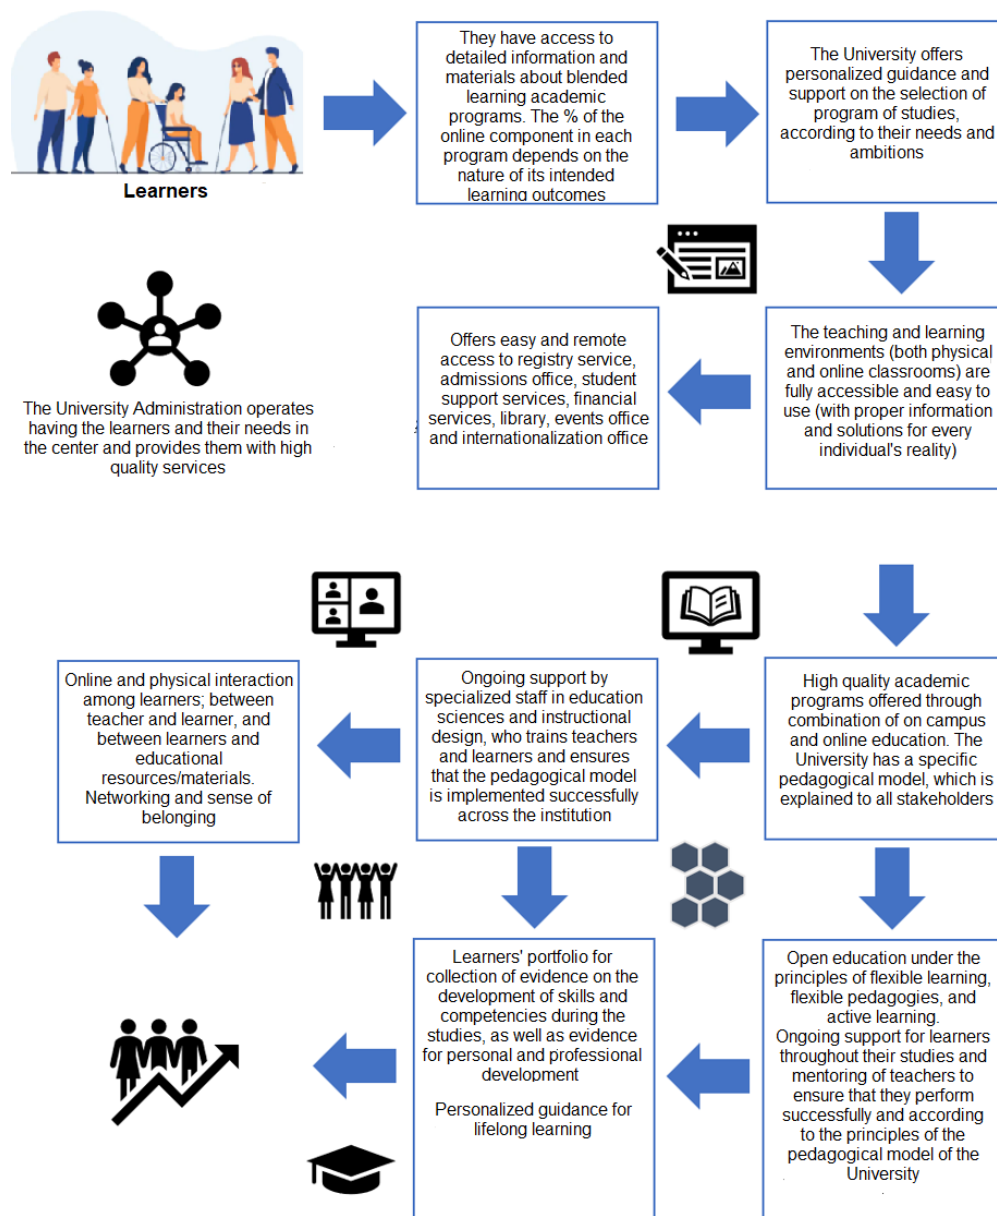 Learners
They have access to
detailed information and
materials about blended
learning academic
programs. The % of the
online component in each
program depends on the
nature of its intended
learning outcomes
The University offers
personalized guidance and
support on the selection of
program of studies,
according to their needs and
ambitions
The teaching and learning
environments (both physical
and online classrooms) are
fully accessible and easy to
use (with proper information
and solutions for every
individual's reality)
Offers easy and remote
access to registry service,
admissions office, student
support services, financial
services, library, events office
and internationalization office
The University Administration operates
having the learners and their needs in
the center and provides them with high
quality services
High quality academic
programs offered through
combination of on campus
and online education. The
University has a specific
pedagogical model, which is
explained to all stakeholders
Ongoing support by
specialized staff in education
sciences and instructional
design, who trains teachers
and learners and ensures
that the pedagogical model
is implemented successfully
across the institution
Online and physical interaction
among learners; between
teacher and learner, and
between learners and
educational
resources/materials.
Networking and sense of
belonging
Open education under the
principles of flexible learning,
flexible pedagogies, and
active learning.
Ongoing support for learners
throughout their studies and
mentoring of teachers to
ensure that they perform
successfully and according
to the principles of the
pedagogical model of the
University
Learners' portfolio for
collection of evidence on the
development of skills and
competencies during the
studies, as well as evidence
for personal and professional
development
Personalized guidance for
lifelong learning